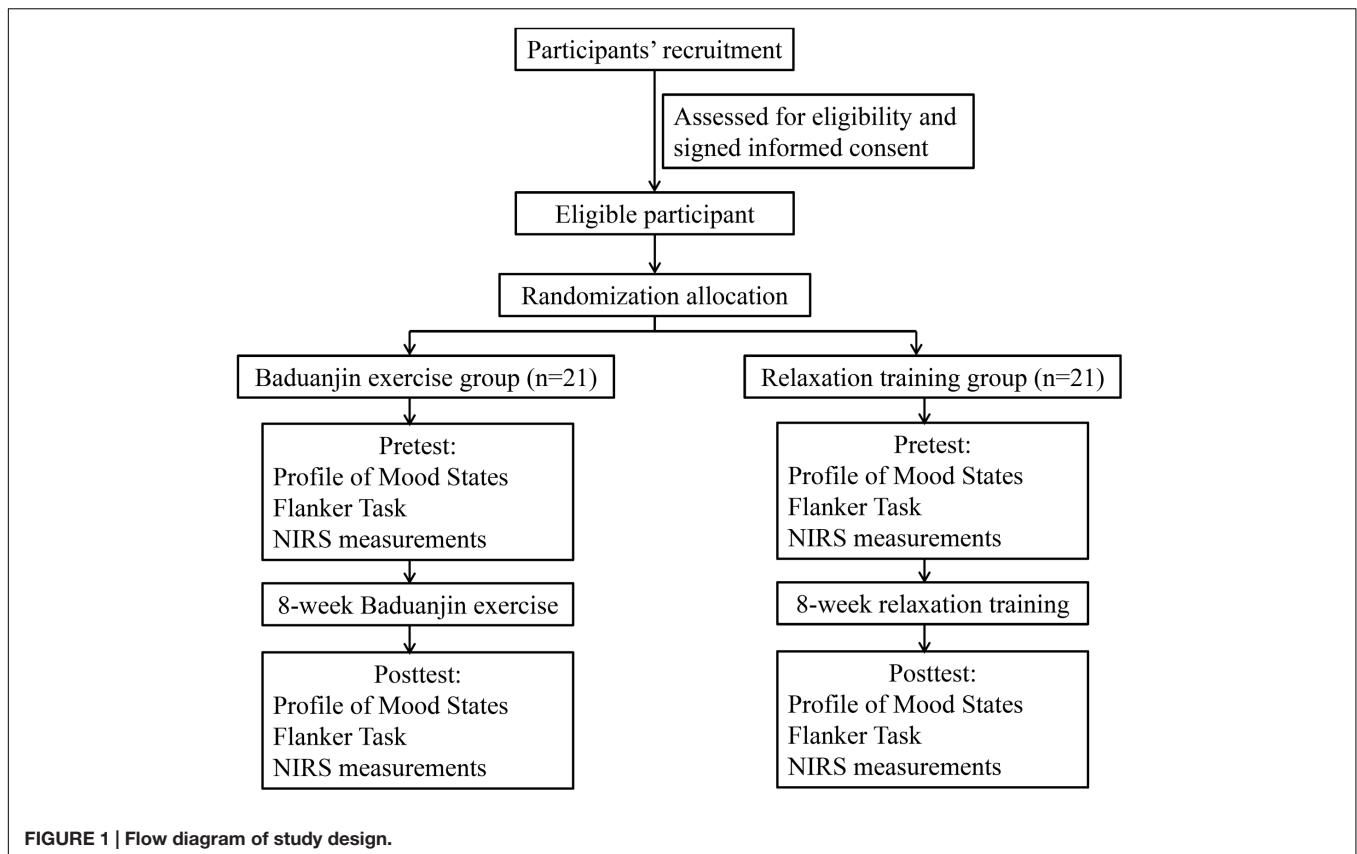 Participants’ recruitment
Assessed for eligibility and
signed informed consent
Eligible participant
Randomization allocation
Baduanjin exercise group (n=21)
Relaxation training group (n=21)
Pretest:
Profile of Mood States
Flanker Task
NIRS measurements
Pretest:
Profile of Mood States
Flanker Task
NIRS measurements
8-week Baduanjin exercise
8-week relaxation training
Posttest:
Profile of Mood States
Flanker Task
NIRS measurements
Posttest:
Profile of Mood States
Flanker Task
NIRS measurements
FIGURE 1 | Flow diagram of study design.